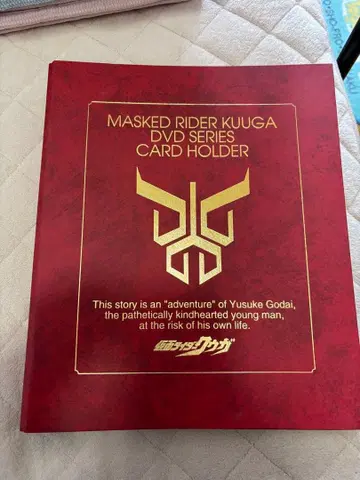 MASKED RIDER KUUGA
DVD SERIES
CARD HOLDER
This story is an "adventure" of Yusuke Godai,
the pathetically kindhearted young man,
at the risk of his own life.
仮面ライダークウガ